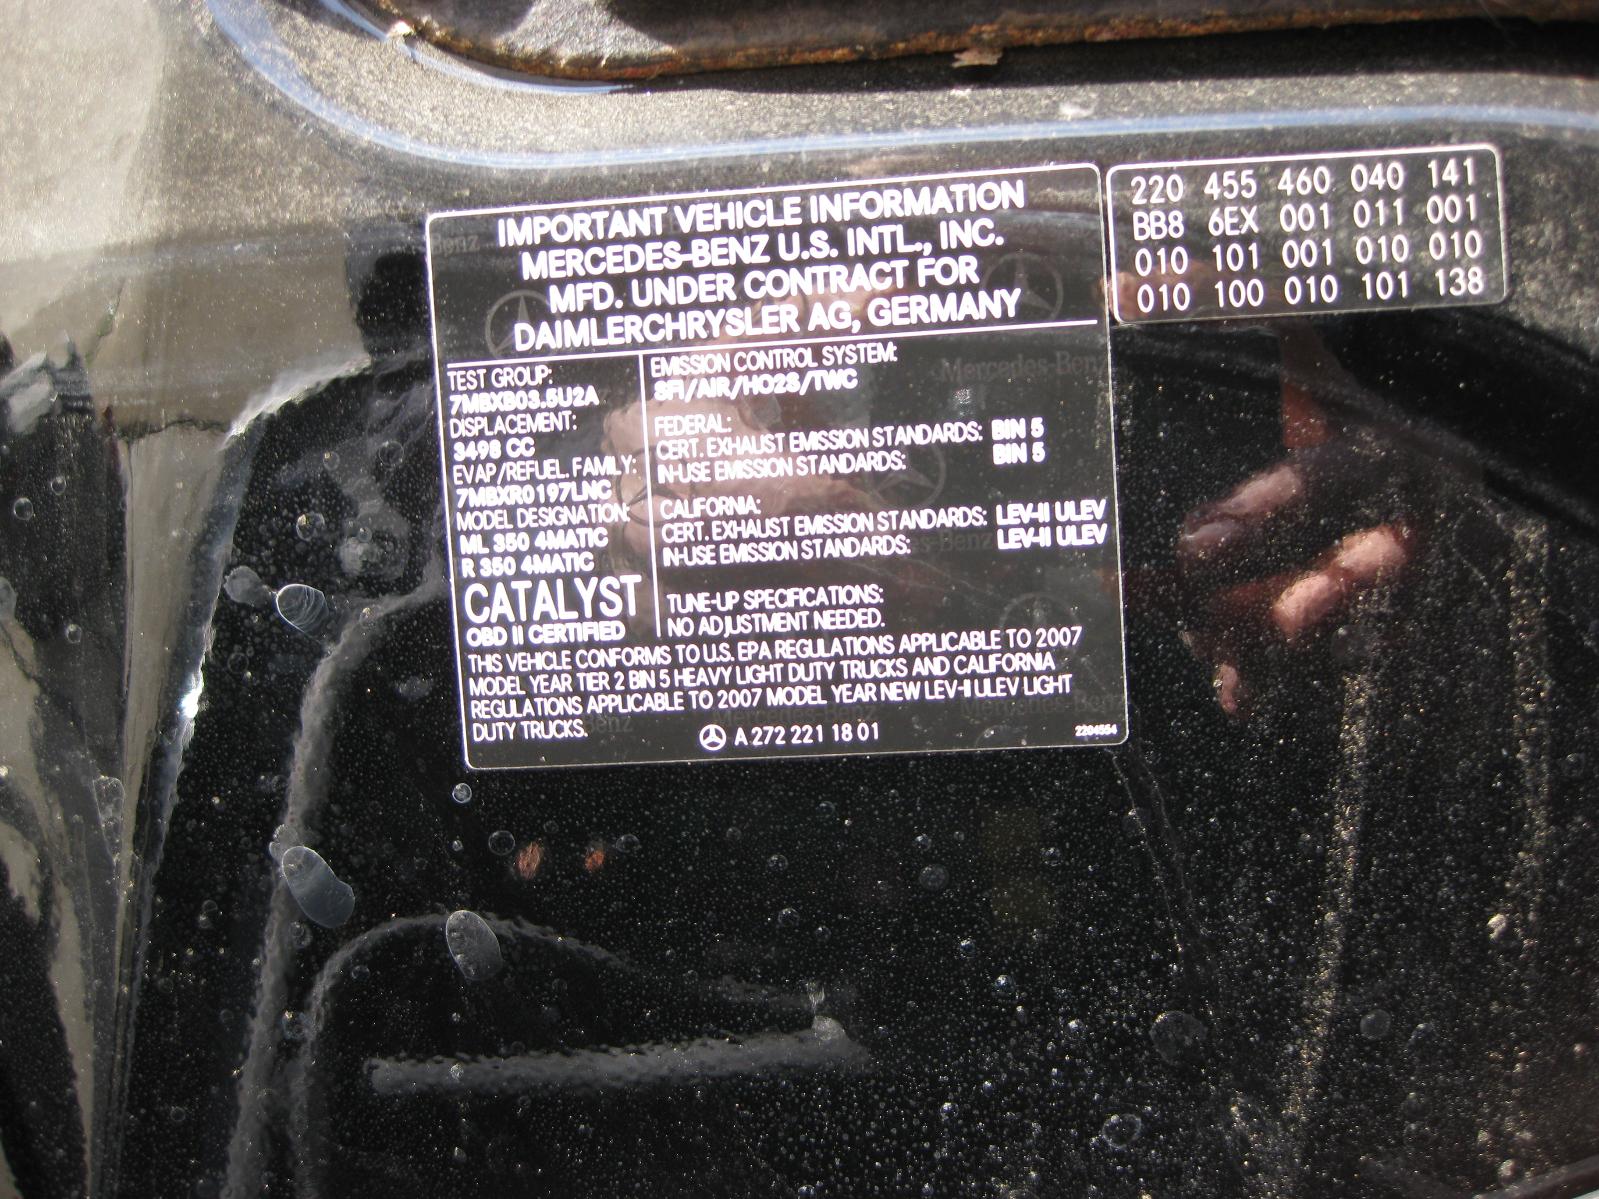 IMPORTANT VEHICLE INFORMATION
MERCEDES-BENZ U.S. INTL., INC.
MFD. UNDER CONTRACT FOR
DAIMLERCHRYSLER AG, GERMANY
TEST GROUP:
7MBXB03.5U2A
DISPLACEMENT:
3498 CC
EVAP/REFUEL. FAMILY:
7MBXR0197LNC
MODEL DESIGNATION:
ML 350 4MATIC
R 350 4MATIC
CATALYST
OBD II CERTIFIED
EMISSION CONTROL SYSTEM:
SFI/AIR/HO2S/TWC
FEDERAL:
CERT. EXHAUST EMISSION STANDARDS: BIN 5
IN-USE EMISSION STANDARDS: BIN 5
CALIFORNIA:
CERT. EXHAUST EMISSION STANDARDS: LEV-II ULEV
IN-USE EMISSION STANDARDS: LEV-II ULEV
TUNE-UP SPECIFICATIONS:
NO ADJUSTMENT NEEDED.
THIS VEHICLE CONFORMS TO U.S. EPA REGULATIONS APPLICABLE TO 2007
MODEL YEAR TIER 2 BIN 5 HEAVY LIGHT DUTY TRUCKS AND CALIFORNIA
REGULATIONS APPLICABLE TO 2007 MODEL YEAR NEW LEV-II ULEV LIGHT
DUTY TRUCKS.
A 272 221 18 01
2204554
220 455 460 040 141
BB8 6EX 001 011 001
010 101 001 010 010
010 100 010 101 138